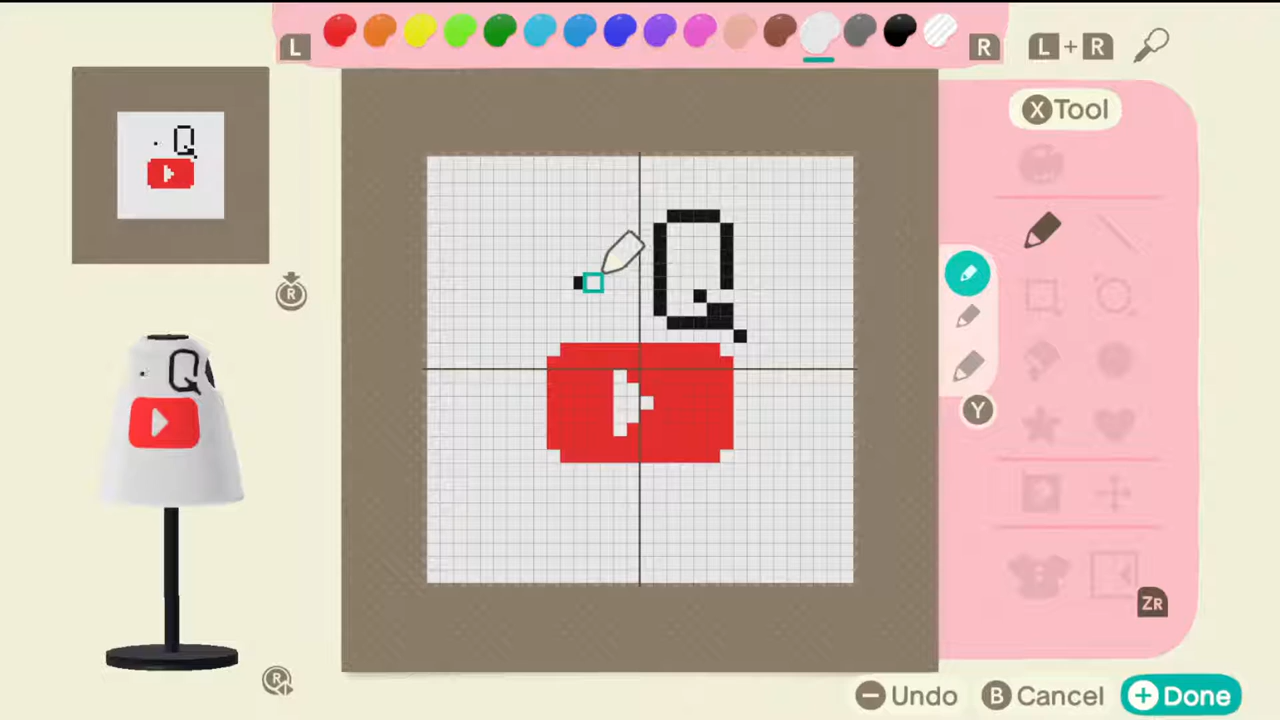 L
R
L + R
X Tool
Q
R
Q
Y
ZR
R
− Undo
B Cancel
+ Done